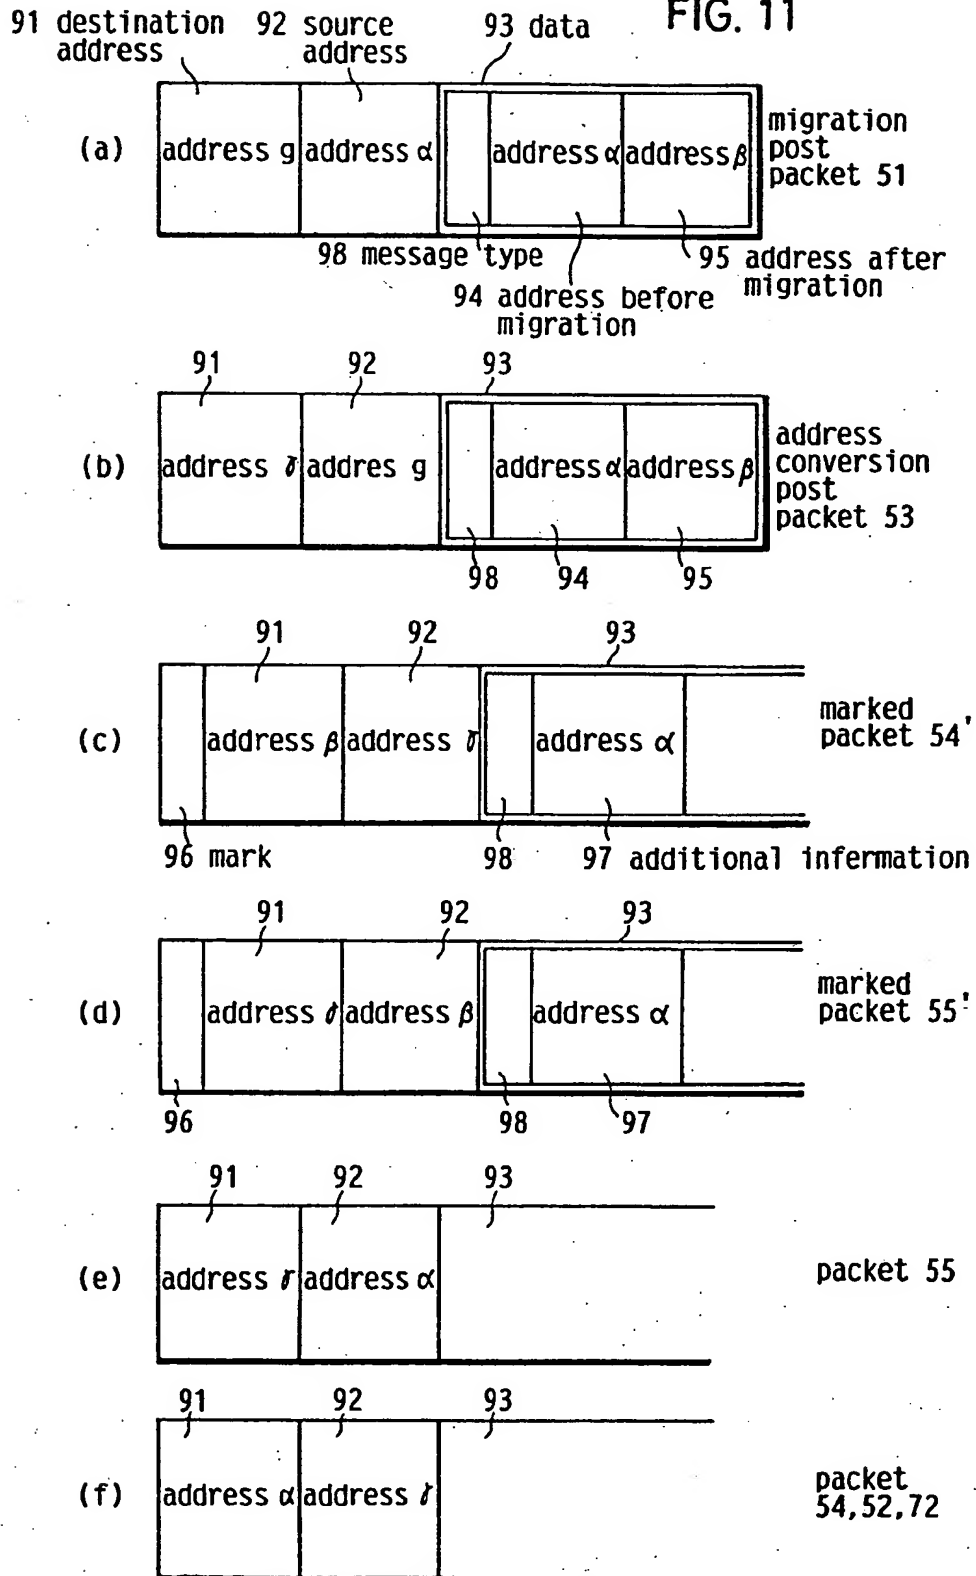 FIG. 11
91 destination address
92 source address
93 data
(a)
address g
address α
address α
address β
migration post packet 51
98 message type
94 address before migration
95 address after migration
91
92
93
(b)
address γ
addres g
address α
address β
address conversion post packet 53
98
94
95
91
92
93
(c)
address β
address γ
address α
marked packet 54'
96 mark
98
97 additional infermation
91
92
93
(d)
address γ
address β
address α
marked packet 55'
96
98
97
91
92
93
(e)
address γ
address α
packet 55
91
92
93
(f)
address α
address γ
packet 54,52,72